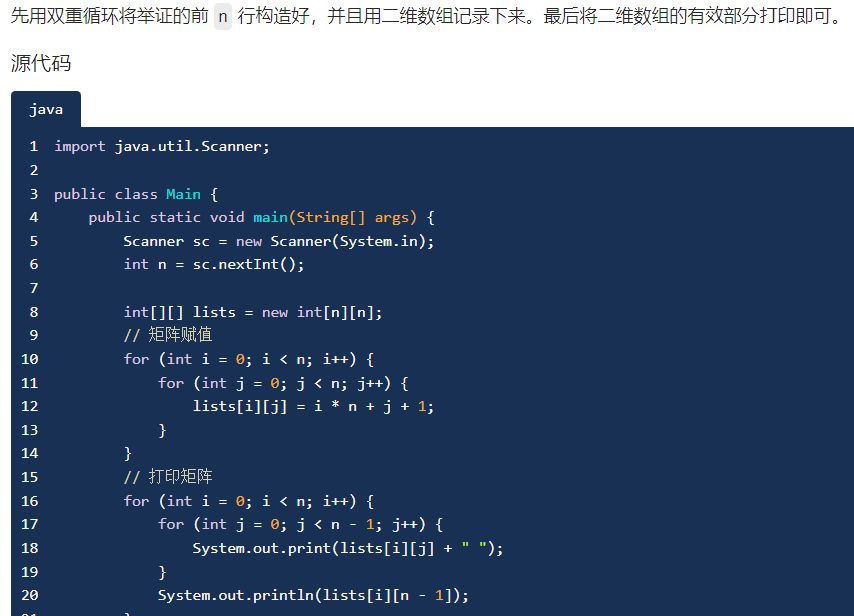 先用双重循环将举证的前 n 行构造好，并且用二维数组记录下来。最后将二维数组的有效部分打印即可。
源代码
java
1 import java.util.Scanner;
2
3 public class Main {
4     public static void main(String[] args) {
5         Scanner sc = new Scanner(System.in);
6         int n = sc.nextInt();
7
8         int[][] lists = new int[n][n];
9         // 矩阵赋值
10         for (int i = 0; i < n; i++) {
11             for (int j = 0; j < n; j++) {
12                 lists[i][j] = i * n + j + 1;
13             }
14         }
15         // 打印矩阵
16         for (int i = 0; i < n; i++) {
17             for (int j = 0; j < n - 1; j++) {
18                 System.out.print(lists[i][j] + " ");
19             }
20             System.out.println(lists[i][n - 1]);